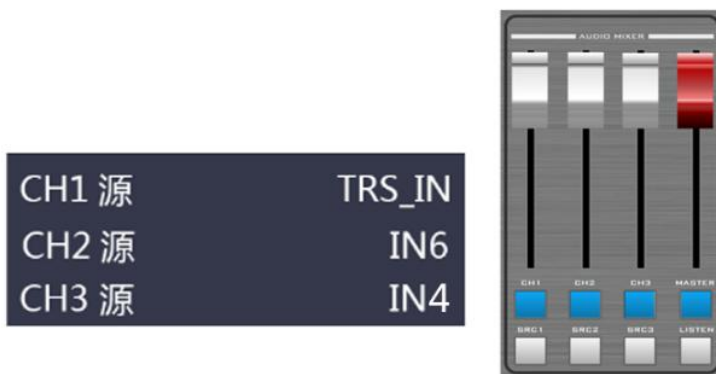 AUDIO MIXER
CH1 源 TRS_IN
CH2 源 IN6
CH3 源 IN4
CH1 CH2 CH3 MASTER
SRC1 SRC2 SRC3 LISTEN